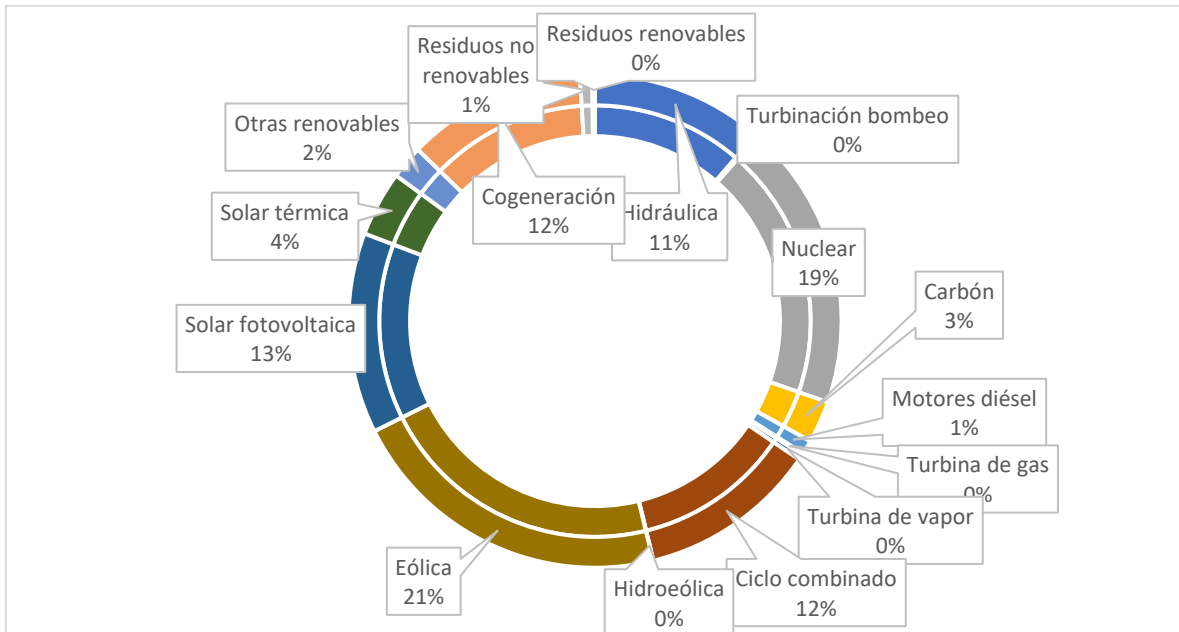 Residuos renovables
0%
Residuos no
renovables
1%
Turbinación bombeo
0%
Otras renovables
2%
Cogeneración
12%
Hidráulica
11%
Solar térmica
4%
Nuclear
19%
Carbón
3%
Solar fotovoltaica
13%
Motores diésel
1%
Turbina de gas
0%
Turbina de vapor
0%
Eólica
21%
Hidroeólica
0%
Ciclo combinado
12%